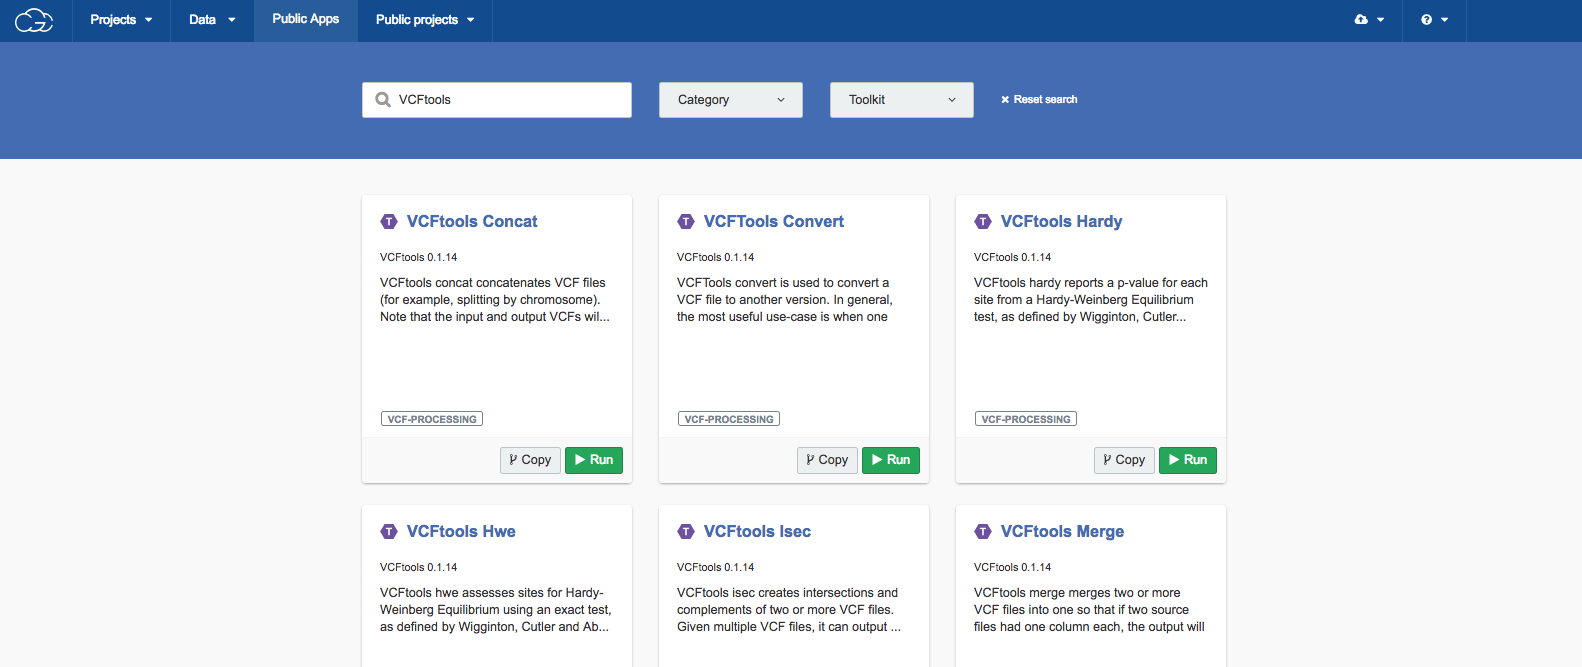 Projects
Data
Public Apps
Public projects
VCFtools
Category
Toolkit
Reset search
T VCFtools Concat
VCFtools 0.1.14
VCFtools concat concatenates VCF files
(for example, splitting by chromosome).
Note that the input and output VCFs wil...
VCF-PROCESSING
Copy
Run
T VCFTools Convert
VCFtools 0.1.14
VCFTools convert is used to convert a
VCF file to another version. In general,
the most useful use-case is when one
VCF-PROCESSING
Copy
Run
T VCFtools Hardy
VCFtools 0.1.14
VCFtools hardy reports a p-value for each
site from a Hardy-Weinberg Equilibrium
test, as defined by Wigginton, Cutler...
VCF-PROCESSING
Copy
Run
T VCFtools Hwe
VCFtools 0.1.14
VCFtools hwe assesses sites for Hardy-
Weinberg Equilibrium using an exact test,
as defined by Wigginton, Cutler and Ab...
T VCFtools Isec
VCFtools 0.1.14
VCFtools isec creates intersections and
complements of two or more VCF files.
Given multiple VCF files, it can output ...
T VCFtools Merge
VCFtools 0.1.14
VCFtools merge merges two or more
VCF files into one so that if two source
files had one column each, the output will